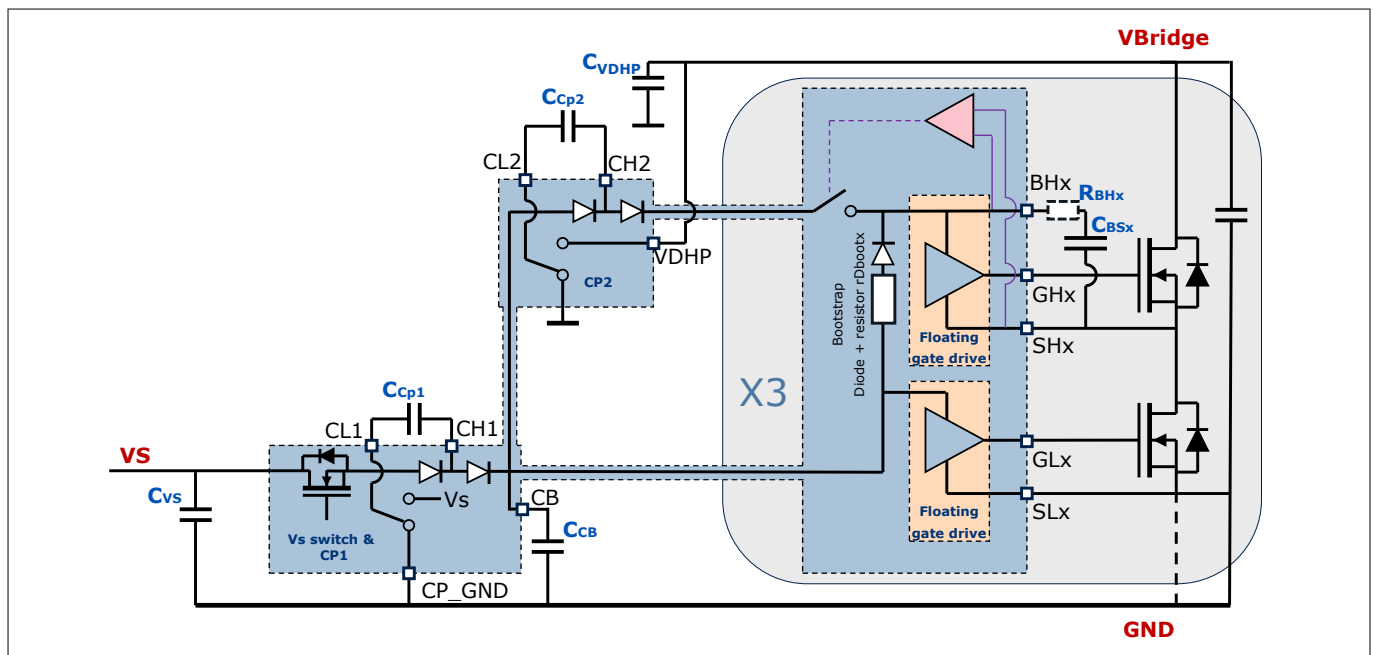 VBridge
CVDHP
CCp2
CL2
CH2
BHx
RBHx
CBSx
VDHP
CP2
GHx
Bootstrap
Diode + resistor rDbootx
Floating
gate drive
SHx
X3
CCp1
CL1
CH1
VS
GLx
CVS
Vs
CB
SLx
Vs switch &
CP1
CCB
Floating
gate drive
CP_GND
GND